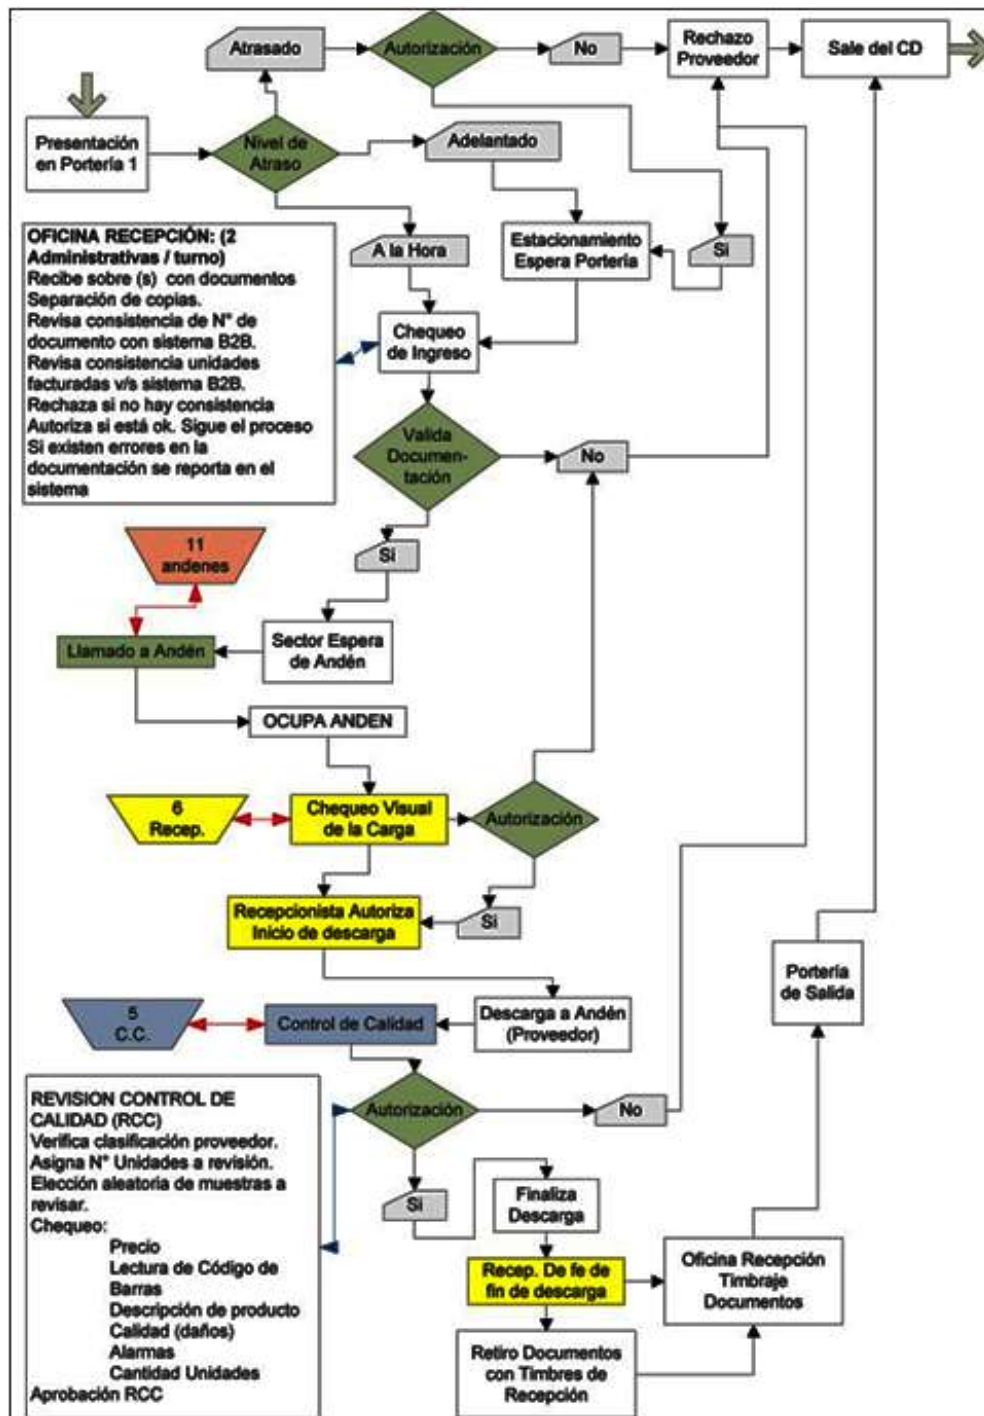 Atrasado
Autorización
No
Rechazo
Proveedor
Sale del CD
Presentación
en Portería 1
Nivel de
Atraso
Adelantado
OFICINA RECEPCIÓN: (2
Administrativas / turno)
Recibe sobre (s) con documentos
Separación de copias.
Revisa consistencia de N° de
documento con sistema B2B.
Revisa consistencia unidades
facturadas v/s sistema B2B.
Rechaza si no hay consistencia
Autoriza si está ok. Sigue el proceso
Si existen errores en la
documentación se reporta en el
sistema
A la Hora
Estacionamiento
Espera Portería
Si
Chequeo
de Ingreso
Valida
Documen-
tación
No
Si
11
andenes
Llamado a Andén
Sector Espera
de Andén
OCUPA ANDEN
6
Recep.
Chequeo Visual
de la Carga
Autorización
Recepcionista Autoriza
Inicio de descarga
Si
Portería
de Salida
5
C.C.
Control de Calidad
Descarga a Andén
(Proveedor)
REVISION CONTROL DE
CALIDAD (RCC)
Verifica clasificación proveedor.
Asigna N° Unidades a revisión.
Elección aleatoria de muestras a
revisar.
Chequeo:
Precio
Lectura de Código de
Barras
Descripción de producto
Calidad (daños)
Alarmas
Cantidad Unidades
Aprobación RCC
Autorización
No
Si
Finaliza
Descarga
Recep. De fe de
fin de descarga
Oficina Recepción
Timbraje
Documentos
Retiro Documentos
con Timbres de
Recepción